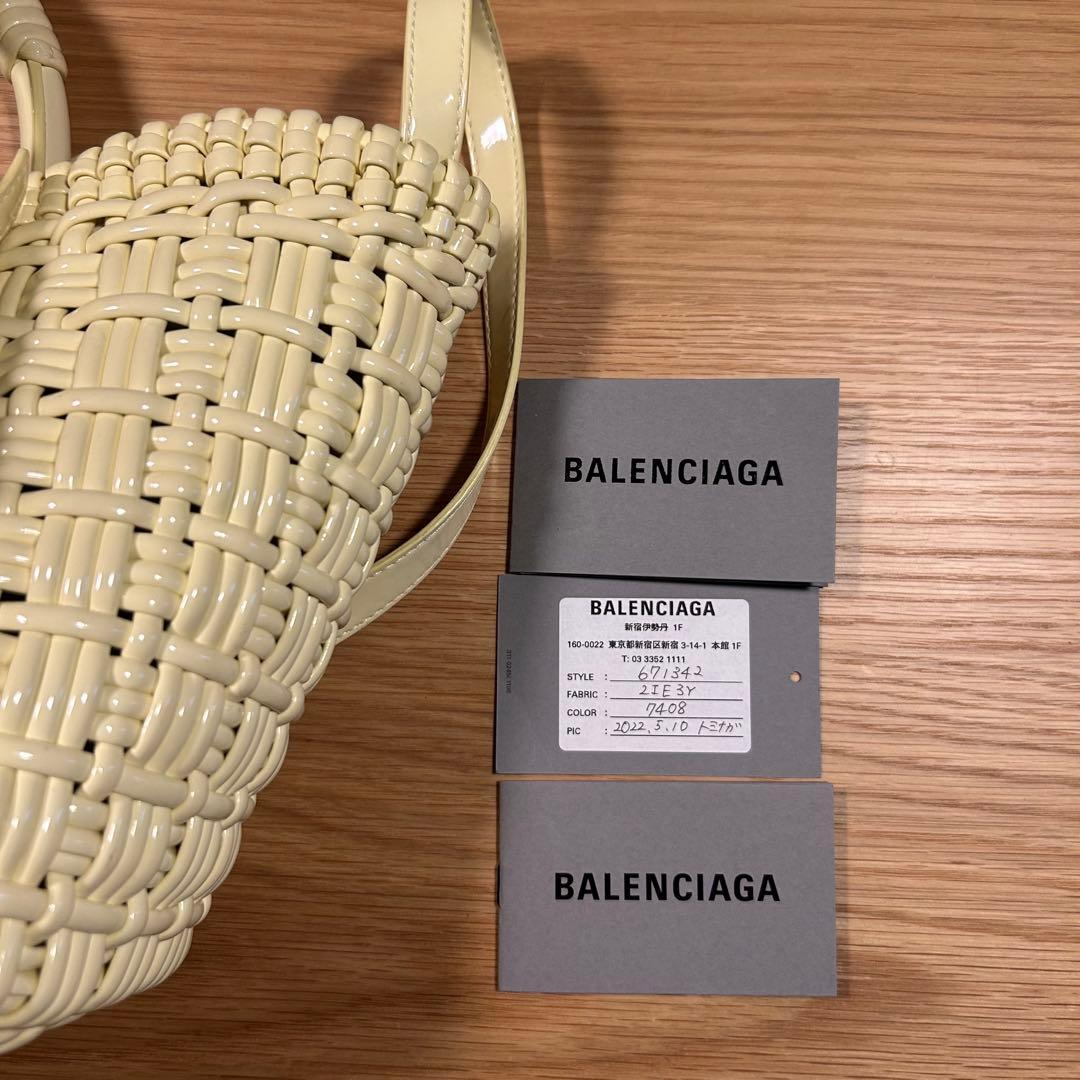 BALENCIAGA
BALENCIAGA
新宿伊勢丹 1F
160-0022 東京都新宿区新宿 3-14-1 本館 1F
T: 03 3352 1111
STYLE : 671342
FABRIC : 2IE3Y
COLOR : 7408
PIC : 2022.5.10 トミナガ
BALENCIAGA